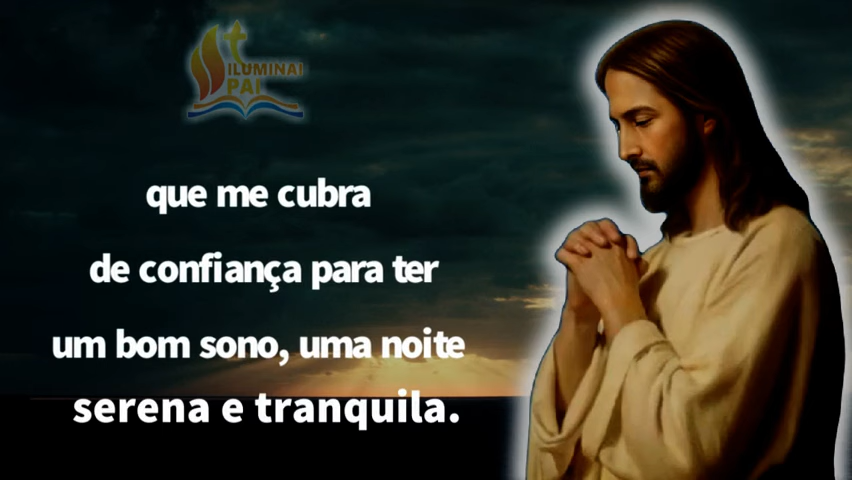 ILUMINAI
PAI
que me cubra
de confiança para ter
um bom sono, uma noite
serena e tranquila.